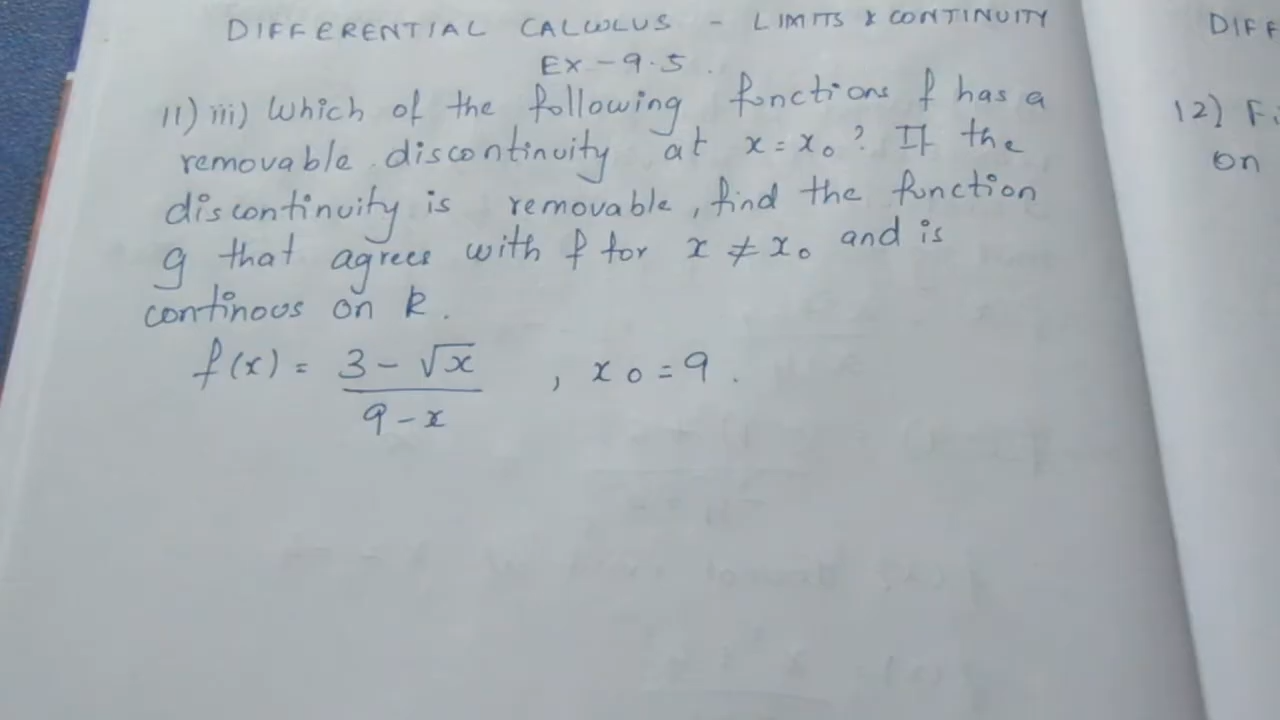 DIFFERENTIAL CALCULUS - LIMITS & CONTINUITY
EX - 9.5.
11) iii) Which of the following functions f has a
removable discontinuity at x = x₀? If the
discontinuity is removable, find the function
g that agrees with f for x ≠ x₀ and is
continous on R.
f(x) = 3 - √x / 9 - x , x₀ = 9.
DIFF
12) Fi
on